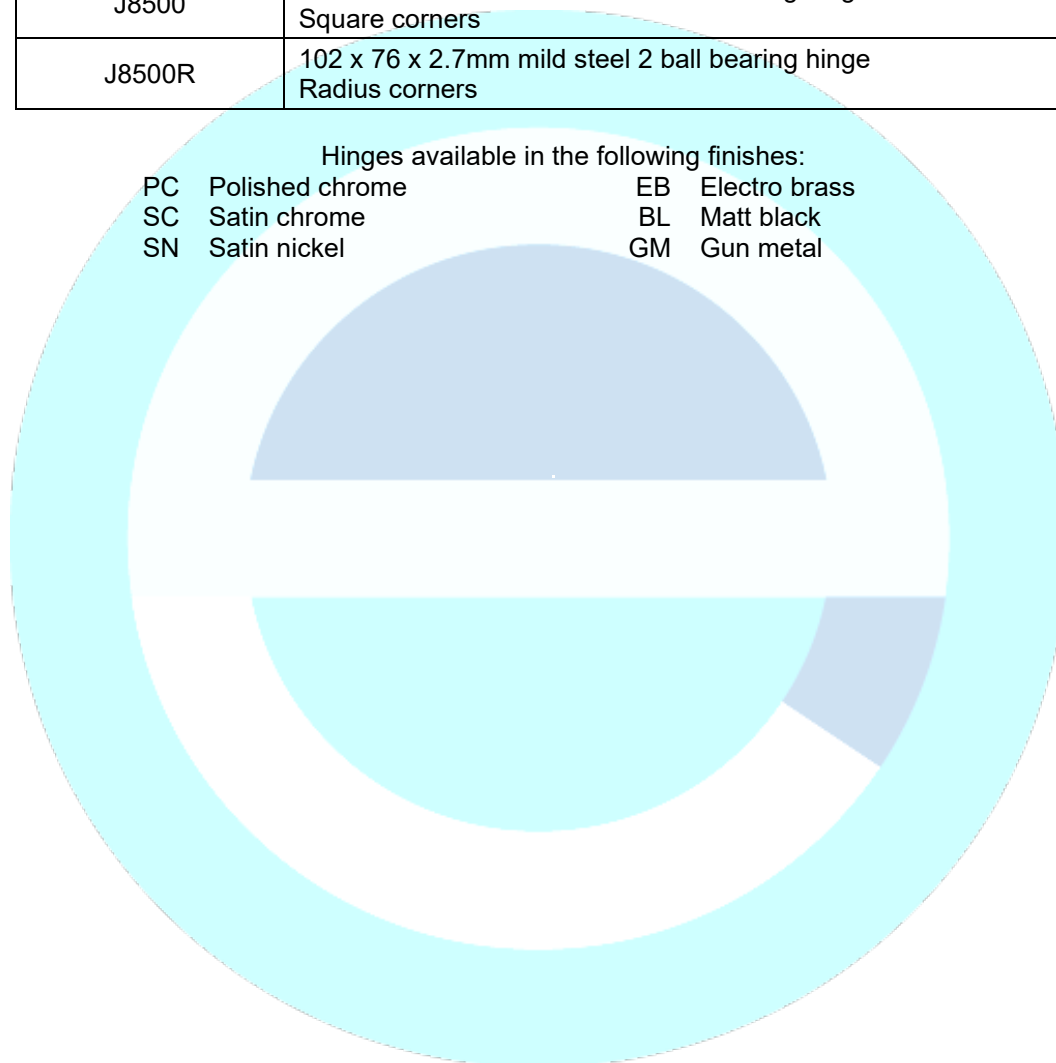 J8500
Square corners
J8500R
102 x 76 x 2.7mm mild steel 2 ball bearing hinge
Radius corners
Hinges available in the following finishes:
PC Polished chrome EB Electro brass
SC Satin chrome BL Matt black
SN Satin nickel GM Gun metal